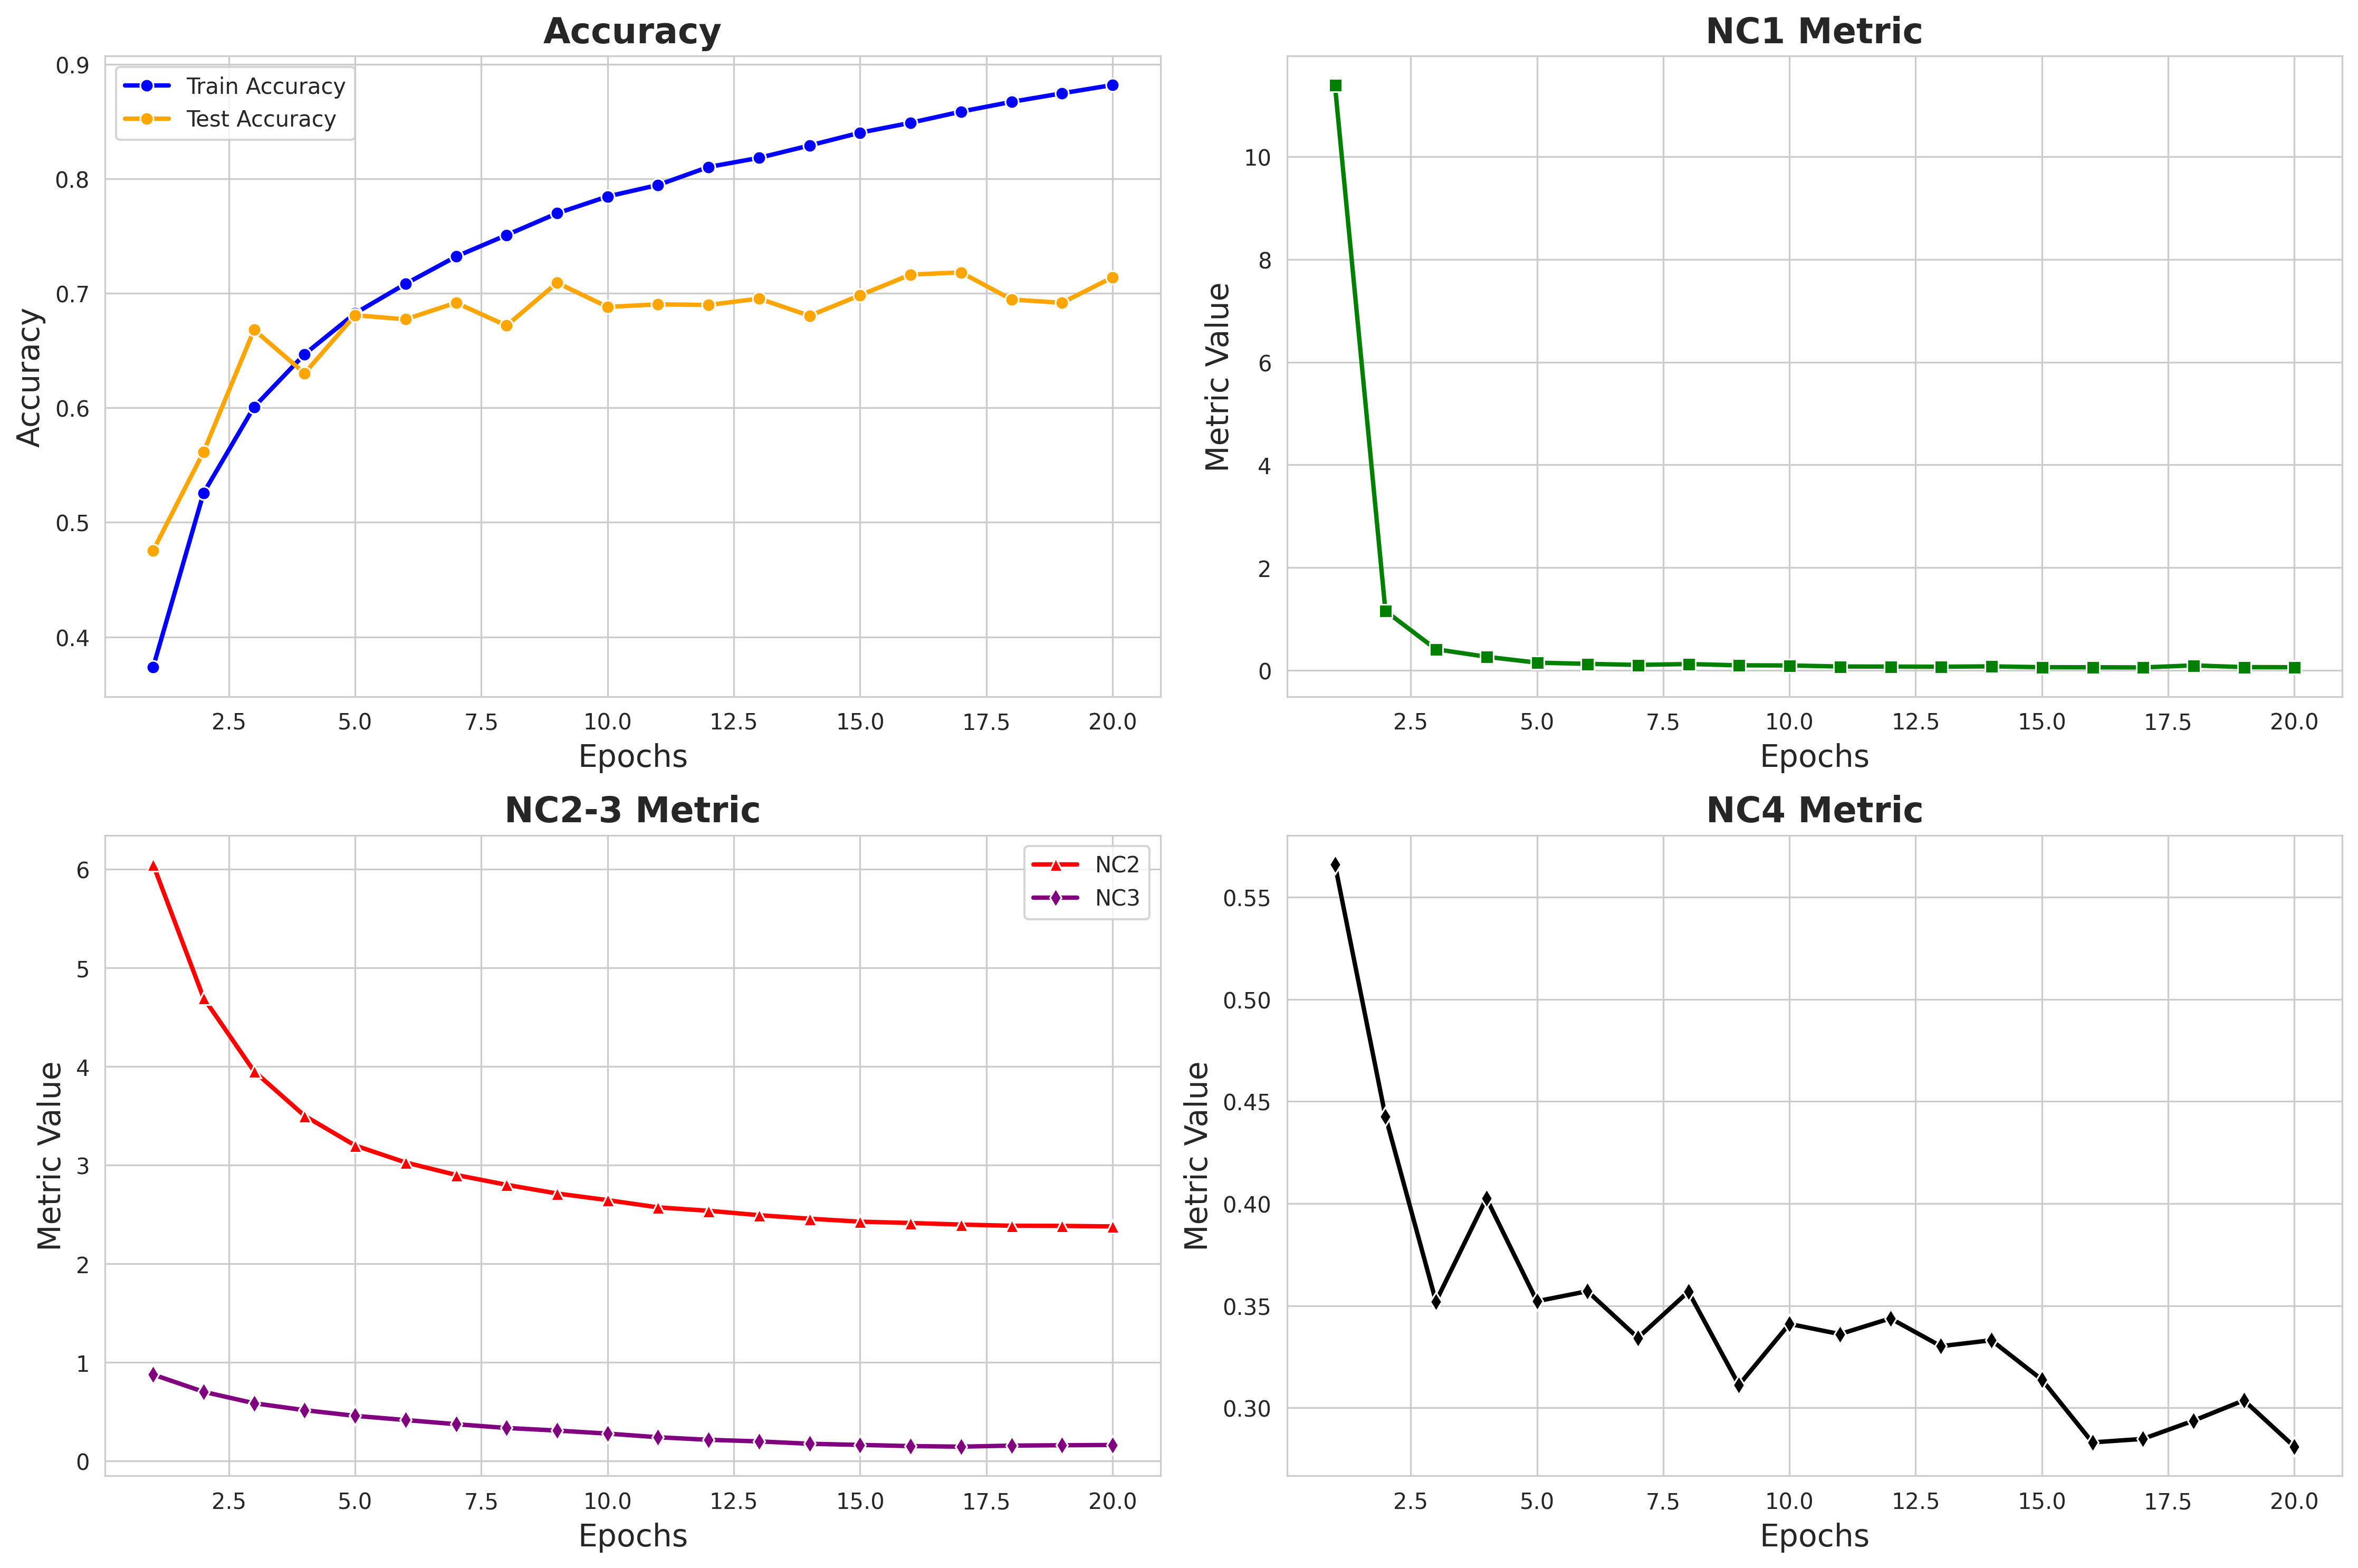 Accuracy
Train Accuracy
Test Accuracy
Accuracy
0.9
0.8
0.7
0.6
0.5
0.4
2.5 5.0 7.5 10.0 12.5 15.0 17.5 20.0
Epochs
NC1 Metric
Metric Value
10
8
6
4
2
0
2.5 5.0 7.5 10.0 12.5 15.0 17.5 20.0
Epochs
NC2-3 Metric
NC2
NC3
Metric Value
6
5
4
3
2
1
0
2.5 5.0 7.5 10.0 12.5 15.0 17.5 20.0
Epochs
NC4 Metric
Metric Value
0.55
0.50
0.45
0.40
0.35
0.30
2.5 5.0 7.5 10.0 12.5 15.0 17.5 20.0
Epochs